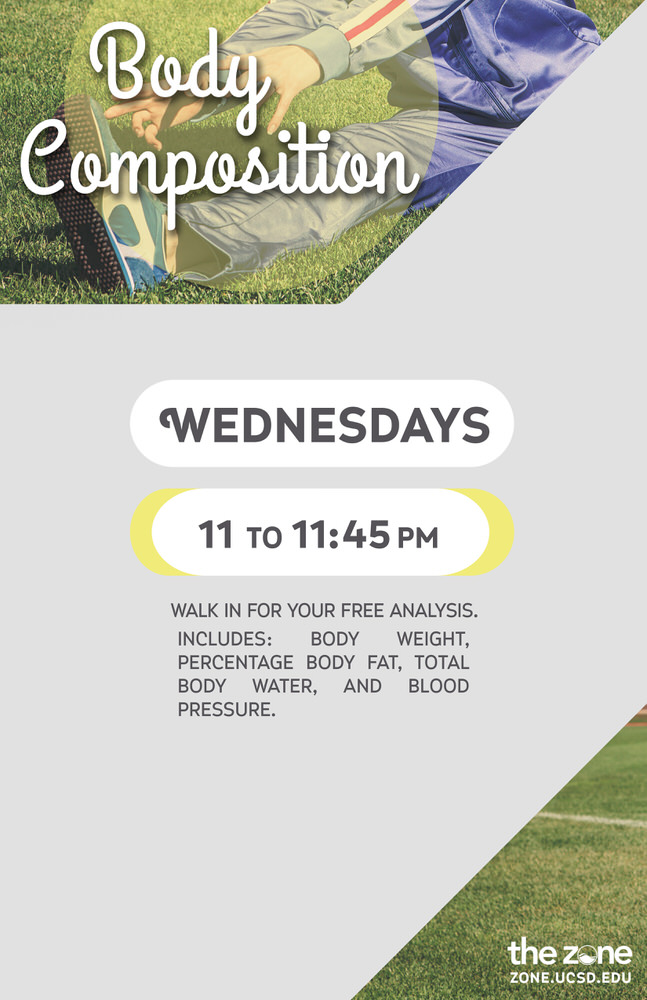 Body
Composition
WEDNESDAYS
11 TO 11:45 PM
WALK IN FOR YOUR FREE ANALYSIS.
INCLUDES: BODY WEIGHT,
PERCENTAGE BODY FAT, TOTAL
BODY WATER, AND BLOOD
PRESSURE.
the zone
ZONE.UCSD.EDU